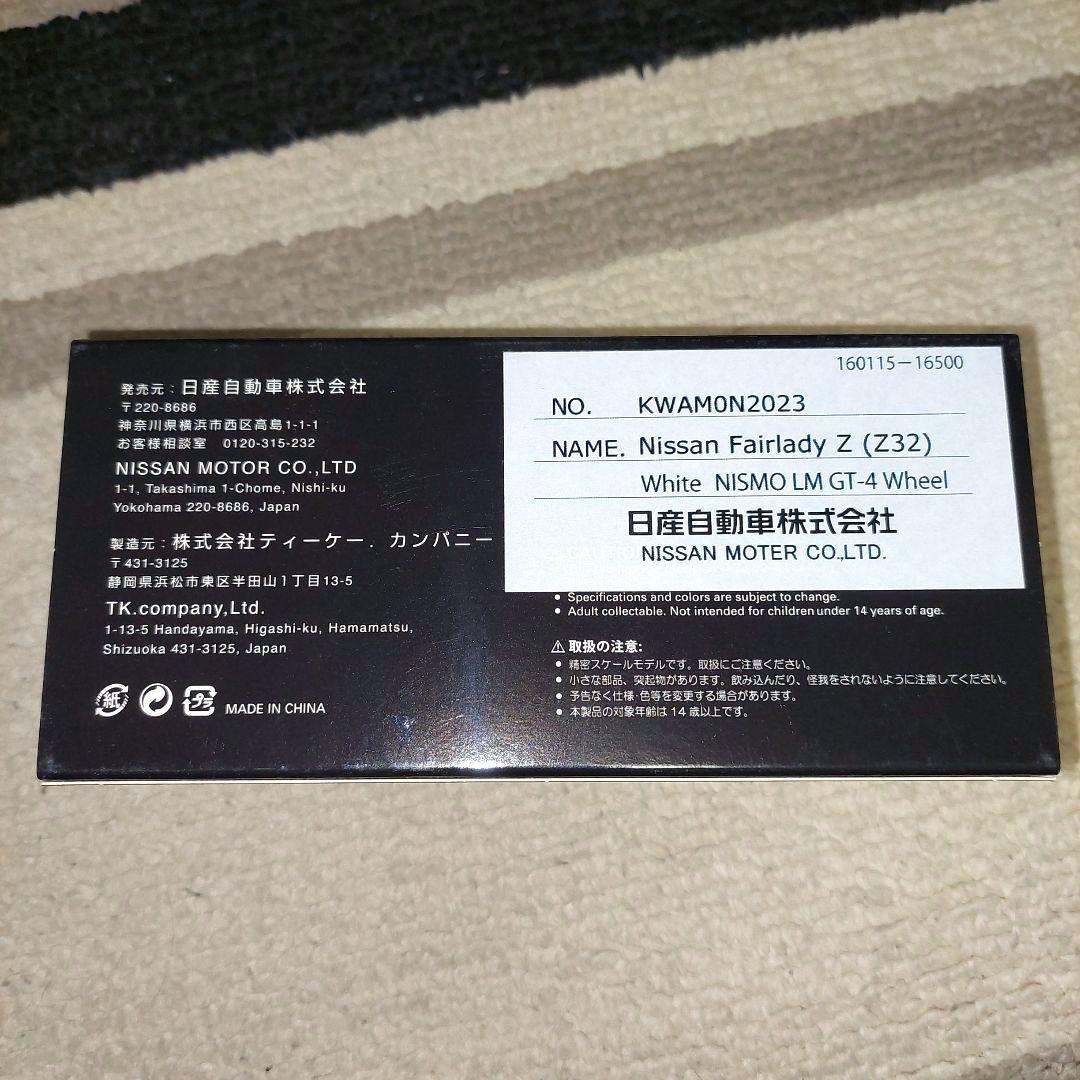 発売元：日産自動車株式会社
〒220-8686
神奈川県横浜市西区高島1-1-1
お客様相談室　0120-315-232
NISSAN MOTOR CO.,LTD
1-1, Takashima 1-Chome, Nishi-ku
Yokohama 220-8686, Japan
製造元：株式会社ティーケー．カンパニー
〒431-3125
静岡県浜松市東区半田山1丁目13-5
TK.company,Ltd.
1-13-5 Handayama, Higashi-ku, Hamamatsu,
Shizuoka 431-3125, Japan
紙 プラ MADE IN CHINA
160115－16500
NO. KWAM0N2023
NAME. Nissan Fairlady Z (Z32)
White NISMO LM GT-4 Wheel
日産自動車株式会社
NISSAN MOTER CO.,LTD.
• Specifications and colors are subject to change.
• Adult collectable. Not intended for children under 14 years of age.
⚠取扱の注意:
• 精密スケールモデルです。取扱にご注意ください。
• 小さな部品、突起物があります。飲み込んだり、怪我をされないように注意してください。
• 予告なく仕様・色等を変更する場合があります。
• 本製品の対象年齢は14歳以上です。